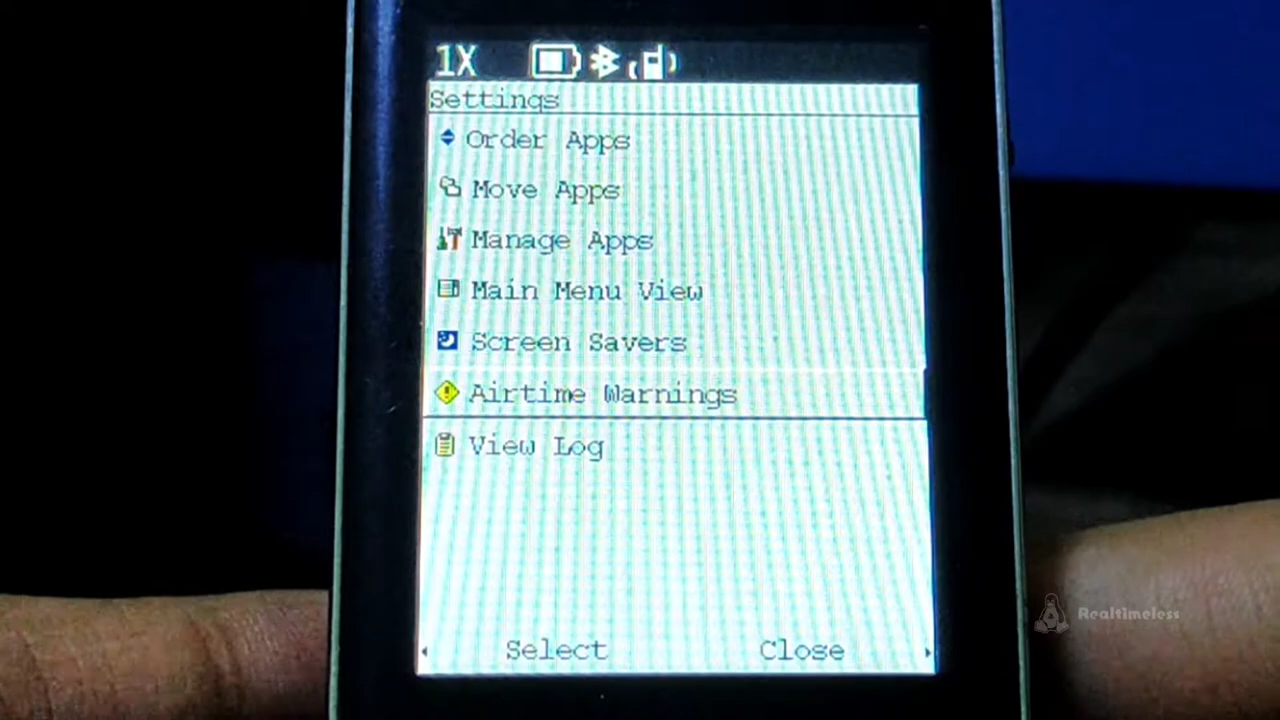 1X
Settings
Order Apps
Move Apps
Manage Apps
Main Menu View
Screen Savers
Airtime Warnings
View Log
Select Close
Realtimeless